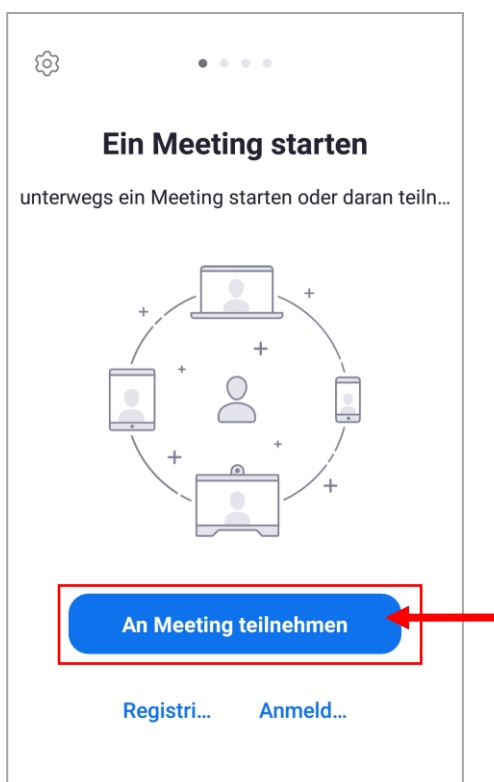 Ein Meeting starten
unterwegs ein Meeting starten oder daran teiln...
An Meeting teilnehmen
Registri... Anmeld...